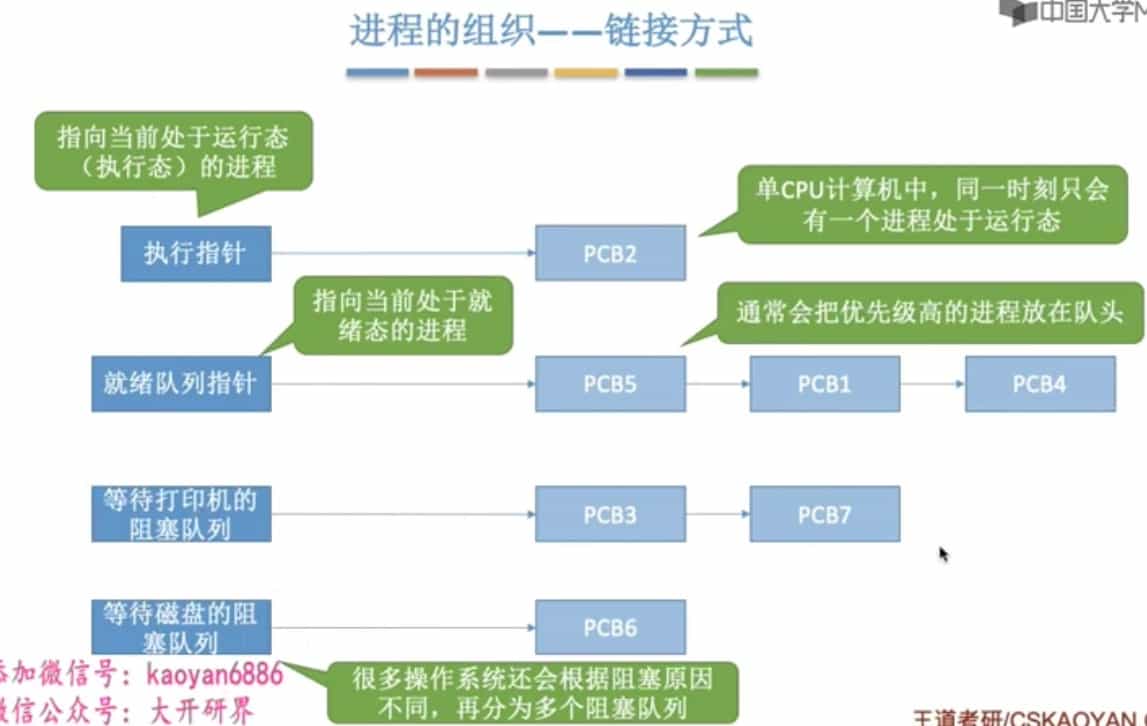 进程的组织——链接方式
中国大学M
指向当前处于运行态
（执行态）的进程
单CPU计算机中，同一时刻只会
有一个进程处于运行态
执行指针
PCB2
指向当前处于就
绪态的进程
通常会把优先级高的进程放在队头
就绪队列指针
PCB5
PCB1
PCB4
等待打印机的
阻塞队列
PCB3
PCB7
等待磁盘的阻
塞队列
PCB6
添加微信号：kaoyan6886
微信公众号：大开研界
很多操作系统还会根据阻塞原因
不同，再分为多个阻塞队列
王道考研/CSKAOYAN